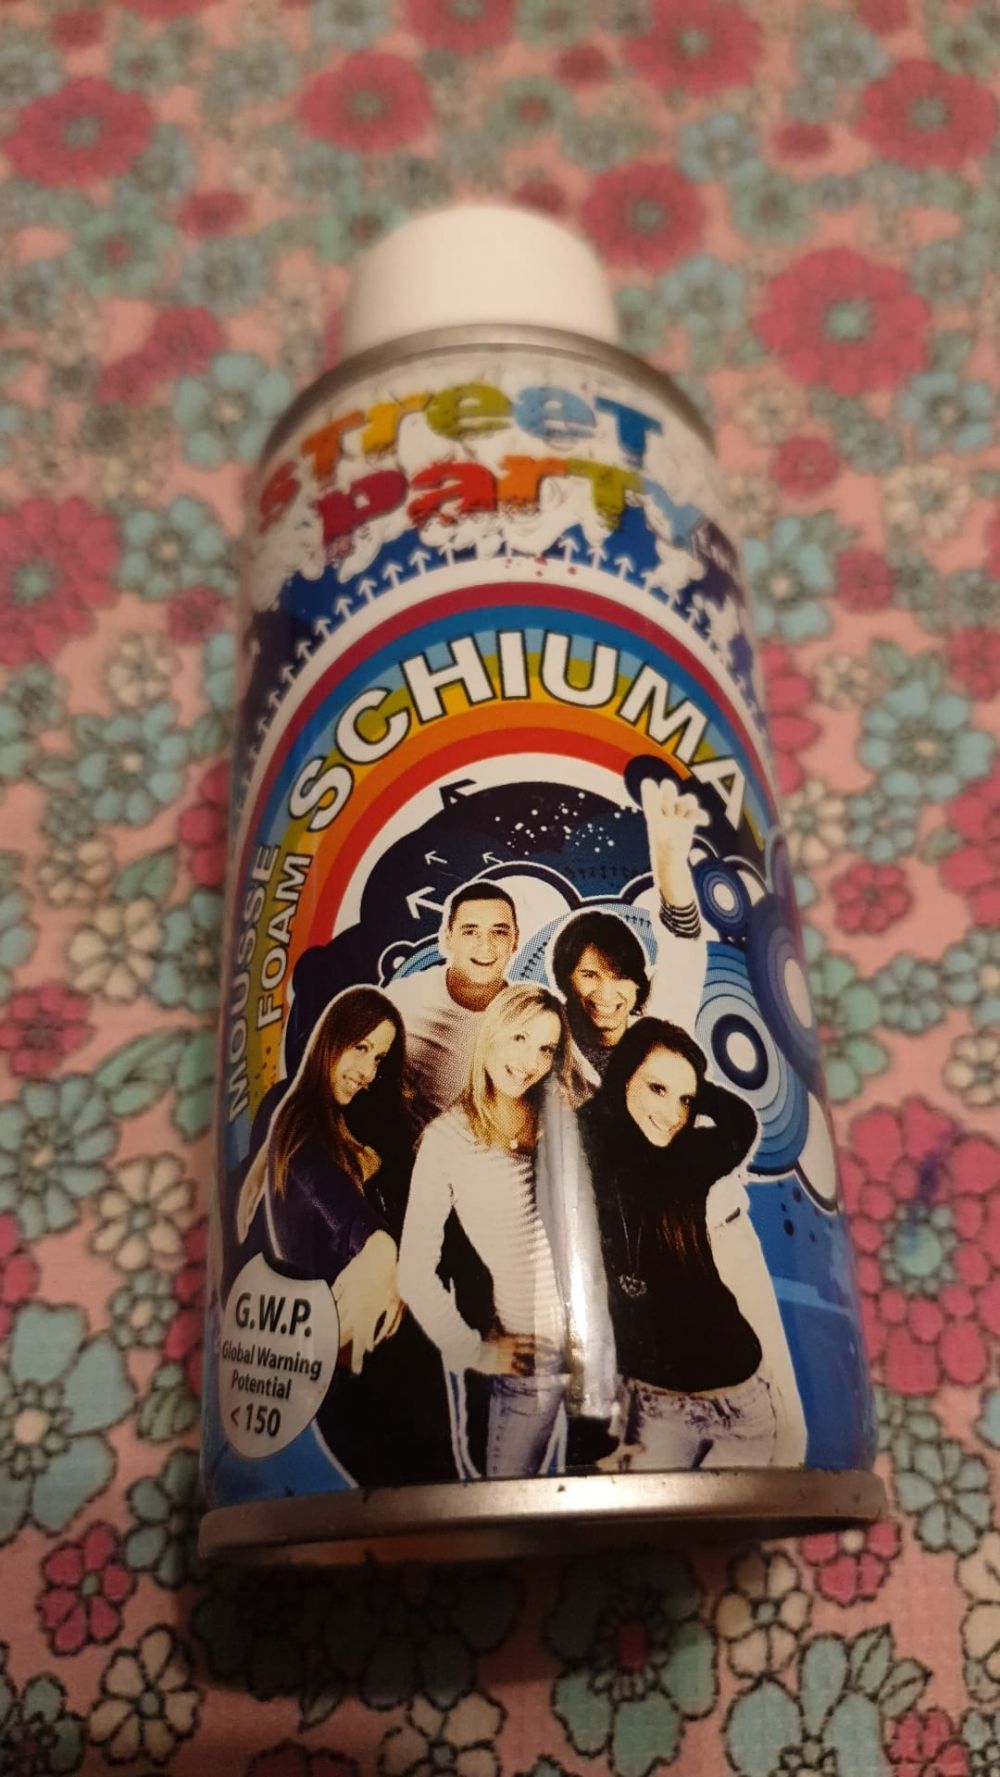 STreeT
ParTY
SCHIUMA
MOUSSE
FOAM
G.W.P.
Global Warning
Potential
< 150